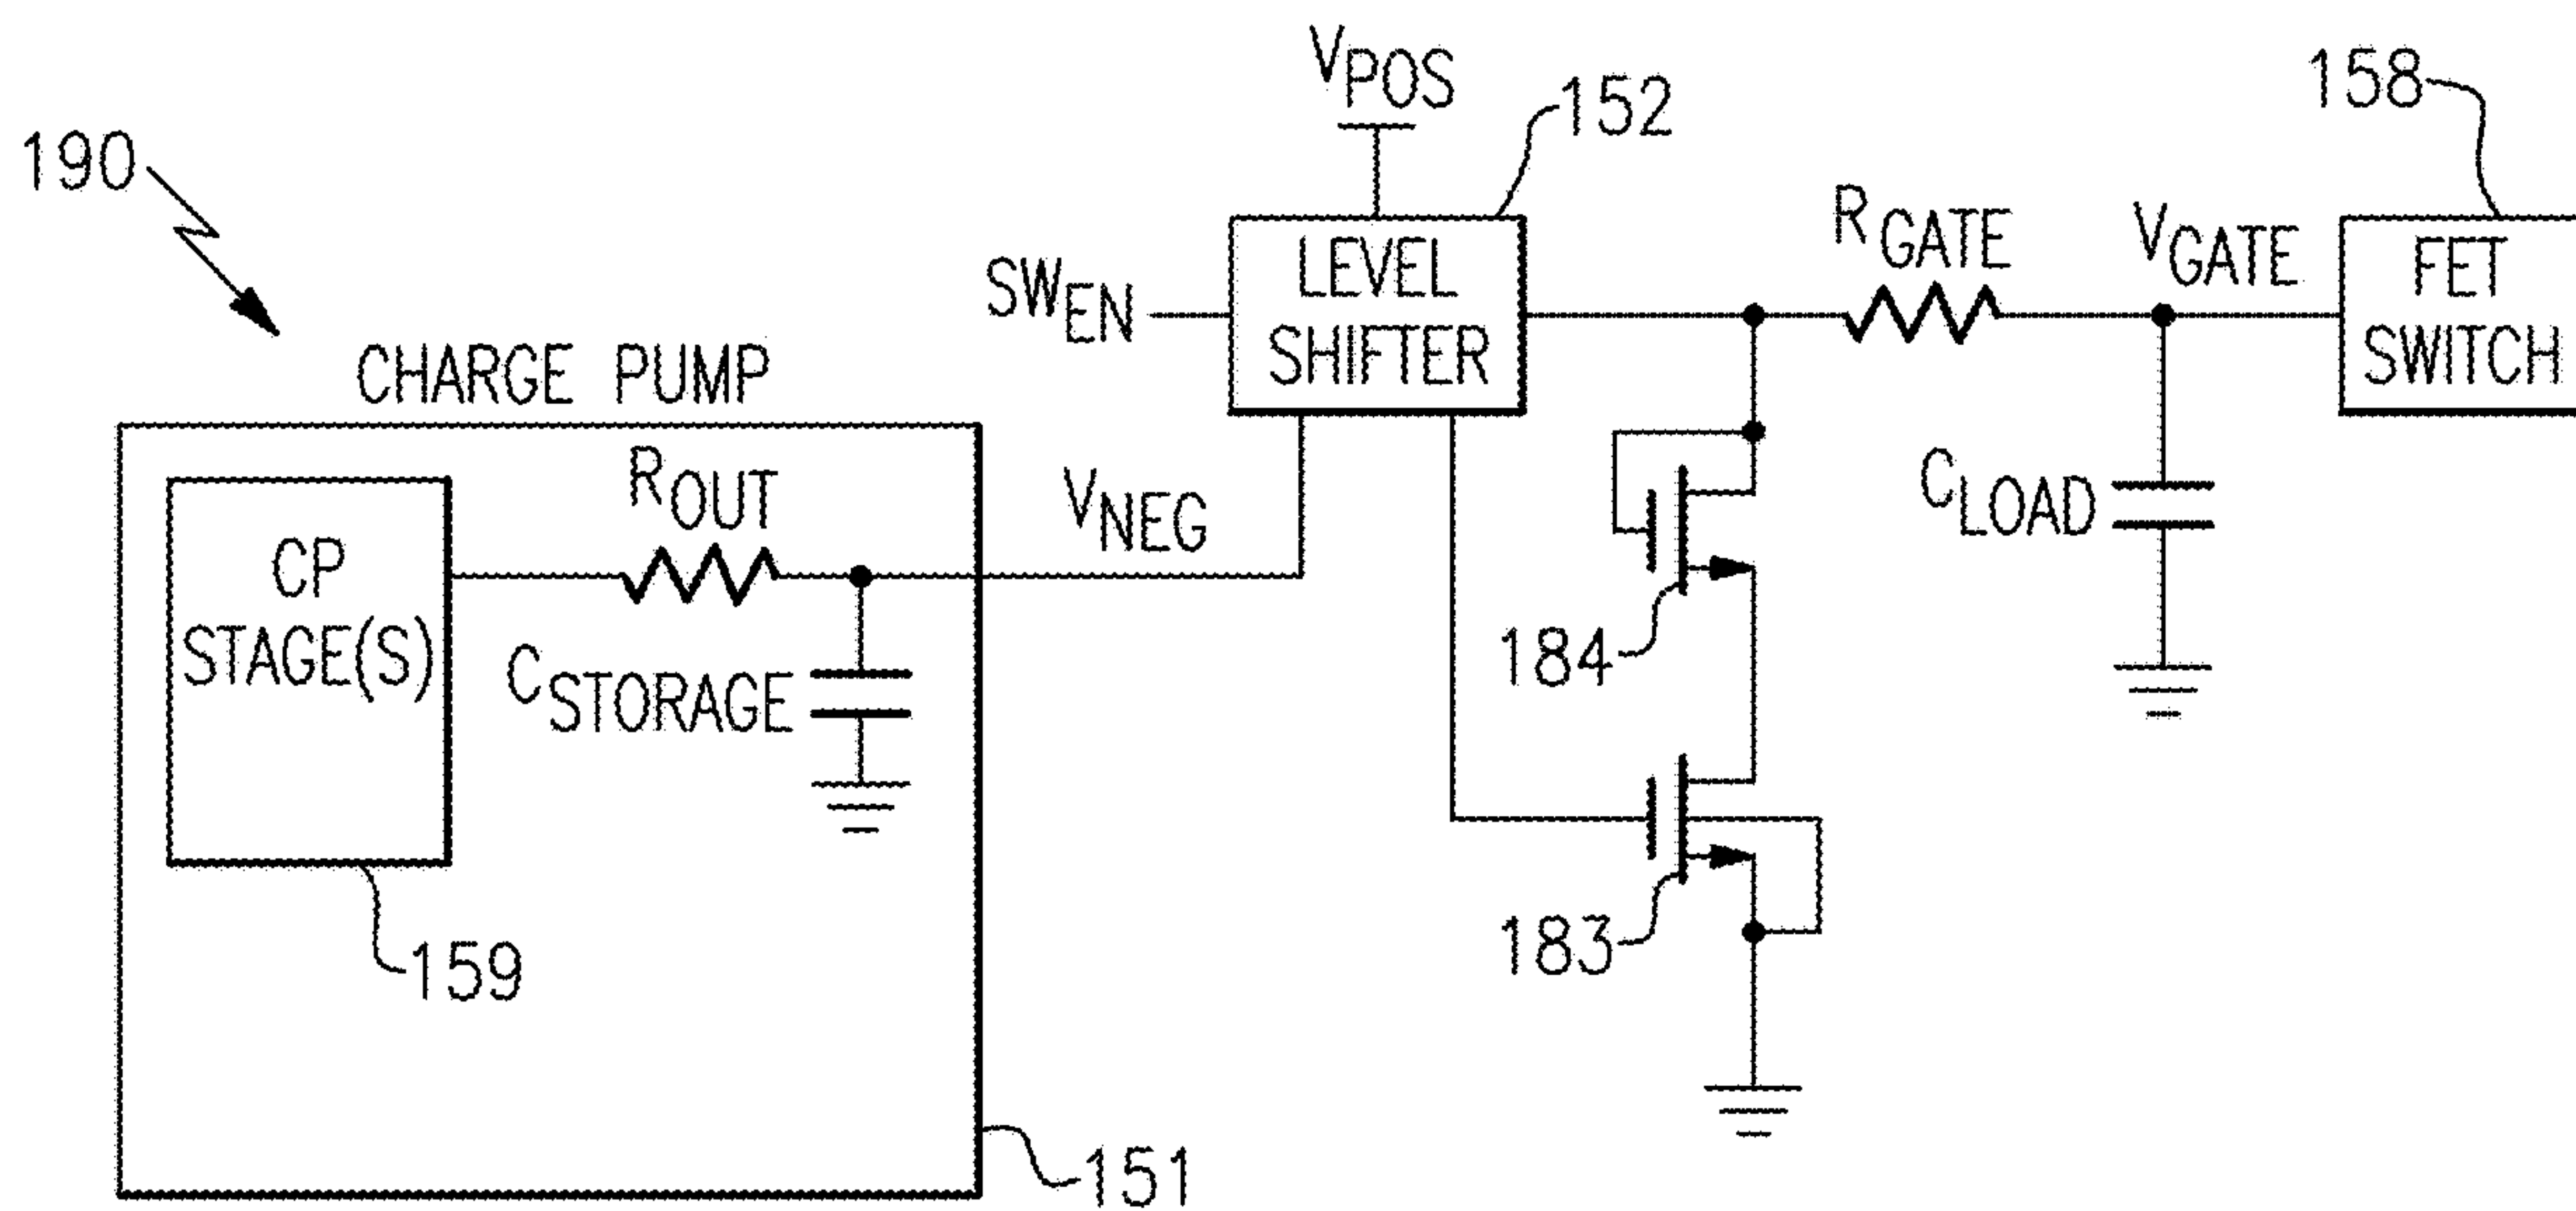 190
CHARGE PUMP
CP
STAGE(S)
ROUT
CSTORAGE
159
151
VNEG
VPOS
152
SWEN
LEVEL
SHIFTER
RGATE
VGATE
158
FET
SWITCH
CLOAD
184
183